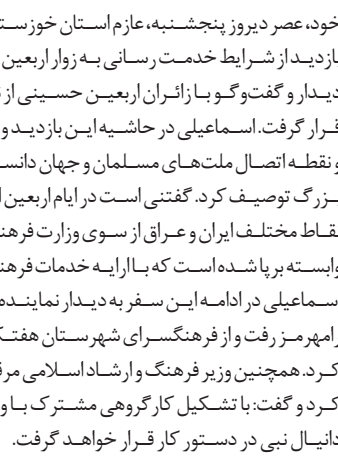 خود، عصر دیروز پنجشنبه، عازم استان
بازدید از شرایط خدمت رسانی به زوار اربعین
دیدار و گفت‌وگو با زائران اربعین حسینی از
قرار گرفت. اسماعیلی در حاشیه این بازدید و
و نقطه اتصال ملت‌های مسلمان و جهان
بزرگ توصیف کرد. گفتنی است در ایام اربعین
نقاط مختلف ایران و عراق از سوی وزارت
وابسته برپا شده است که با ارایه خدمات
اسماعیلی در ادامه این سفر به دیدار
رامهرمز رفت و از فرهنگسرای شهرستان
کرد. همچنین وزیر فرهنگ و ارشاد اسلامی
کرد و گفت: با تشکیل کارگروهی مشترک با
دانیال نبی در دستور کار قرار خواهد گرفت.